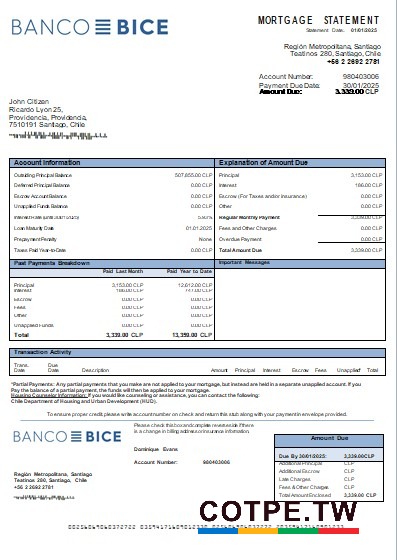 BANCO BICE
MORTGAGE STATEMENT
Statement Date: 01/01/2025
Región Metropolitana, Santiago
Teatinos 280, Santiago, Chile
+56 2 2692 2781
Account Number: 980403006
Payment Due Date: 30/01/2025
Amount Due: 3,339.00 CLP
John Citizen
Ricardo Lyon 25,
Providencia, Providencia,
7510191 Santiago, Chile
Account Information
Outstanding Principal Balance 507,855.00 CLP
Deferred Principal Balance 0.00 CLP
Escrow Account Balance 0.00 CLP
Unapplied Funds Balance 0.00 CLP
Interest Rate
Loan Maturity Date 01.01.2025
Prepayment Penalty None
Taxes Paid Year-to-Date 0.00 CLP
Explanation of Amount Due
Principal 3,153.00 CLP
Interest 186.00 CLP
Escrow (For Taxes and/or Insurance) 0.00 CLP
Other 0.00 CLP
Regular Monthly Payment 3,339.00 CLP
Fees and Other Charges 0.00 CLP
Overdue Payment 0.00 CLP
Total Amount Due 3,339.00 CLP
Past Payments Breakdown
Paid Last Month Paid Year to Date
Principal 3,153.00 CLP 12,612.00 CLP
Interest 186.00 CLP 747.00 CLP
Escrow 0.00 CLP 0.00 CLP
Fees 0.00 CLP 0.00 CLP
Other 0.00 CLP 0.00 CLP
Unapplied Funds 0.00 CLP 0.00 CLP
Total 3,339.00 CLP 13,359.00 CLP
Important Messages
Transaction Activity
Trans. Date Due Date Description Amount Principal Interest Escrow Fees Unapplied* Total
*Partial Payments: Any partial payments that you make are not applied to your mortgage, but instead are held in a separate unapplied account. If you
Pay the balance of a partial payment, the funds will then be applied to your mortgage.
Housing Counselor Information: If you would like counseling or assistance, you can contact the following:
Chile Department of Housing and Urban Development (HUD).
To ensure proper credit please write account number on check and return this stub along with your payment in envelope provided.
BANCO BICE
Please check this box and complete reverse side if there
is a change in billing address or insurance information.
Dominique Evans
Account Number: 980403006
Región Metropolitana, Santiago
Teatinos 280, Santiago, Chile
+56 2 2692 2781
Amount Due
Due By 30/01/2025: 3,339.00CLP
Additional Principal CLP
Additional Escrow CLP
Late Charges CLP
Fees and Other Charges CLP
Total Amount Enclosed 3,339.00 CLP
COTPE.TW